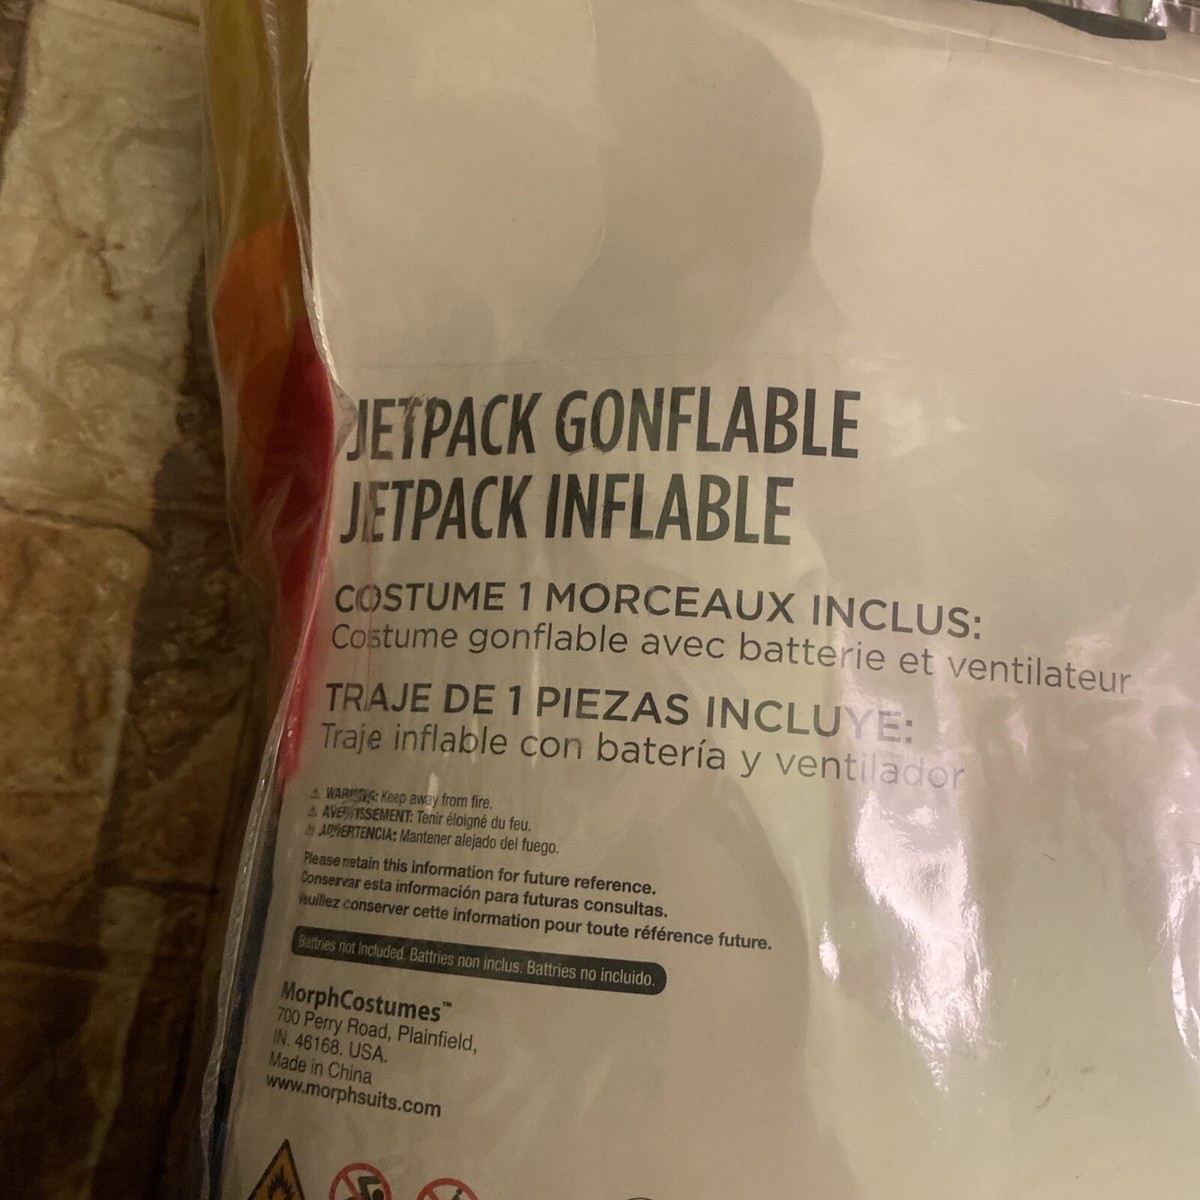 JETPACK GONFLABLE
JETPACK INFLABLE
COSTUME 1 MORCEAUX INCLUS:
Costume gonflable avec batterie et ventilateur
TRAJE DE 1 PIEZAS INCLUYE:
Traje inflable con batería y ventilador
⚠ WARNING: Keep away from fire.
⚠ AVERTISSEMENT: Tenir éloigné du feu.
⚠ ADVERTENCIA: Mantener alejado del fuego.
Please retain this information for future reference.
Conservar esta información para futuras consultas.
Veuillez conserver cette information pour toute référence future.
Battries not Included. Battries non inclus. Battries no incluido.
MorphCostumes™
700 Perry Road, Plainfield,
IN. 46168. USA.
Made in China
www.morphsuits.com